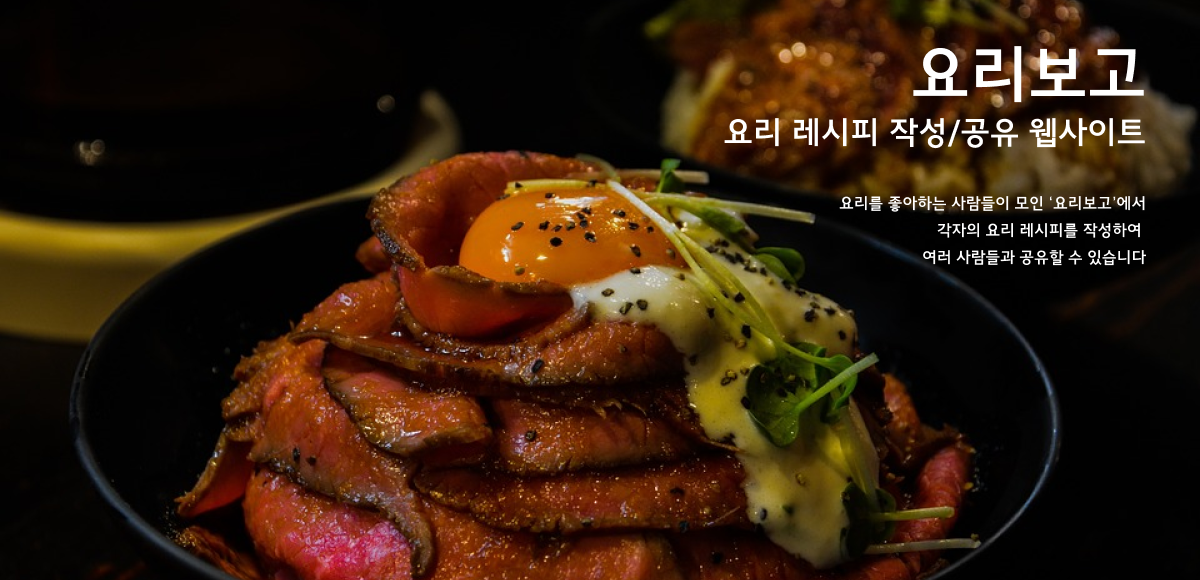 요리보고
요리 레시피 작성/공유 웹사이트
요리를 좋아하는 사람들이 모인 ‘요리보고’에서
각자의 요리 레시피를 작성하여
여러 사람들과 공유할 수 있습니다